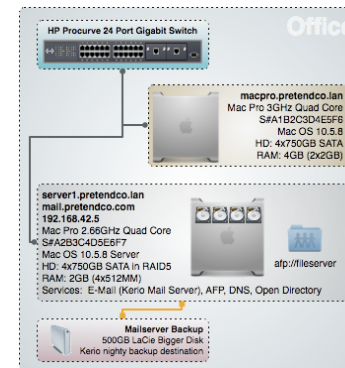 Office
HP Procurve 24 Port Gigabit Switch
macpro.pretendco.lan
Mac Pro 3GHz Quad Core
S#A1B2C3D4E5F6
Mac OS 10.5.8
HD: 4x750GB SATA
RAM: 4GB (2x2GB)
server1.pretendco.lan
mail.pretendco.com
192.168.42.5
Mac Pro 2.66GHz Quad Core
S#A2B3C4D5E6F7
Mac OS 10.5.8 Server
HD: 4x750GB SATA in RAID5
RAM: 2GB (4x512MM)
Services: E-Mail (Kerio Mail Server), AFP, DNS, Open Directory
afp://fileserver
Mailserver Backup
500GB LaCie Bigger Disk
Kerio nighty backup destination